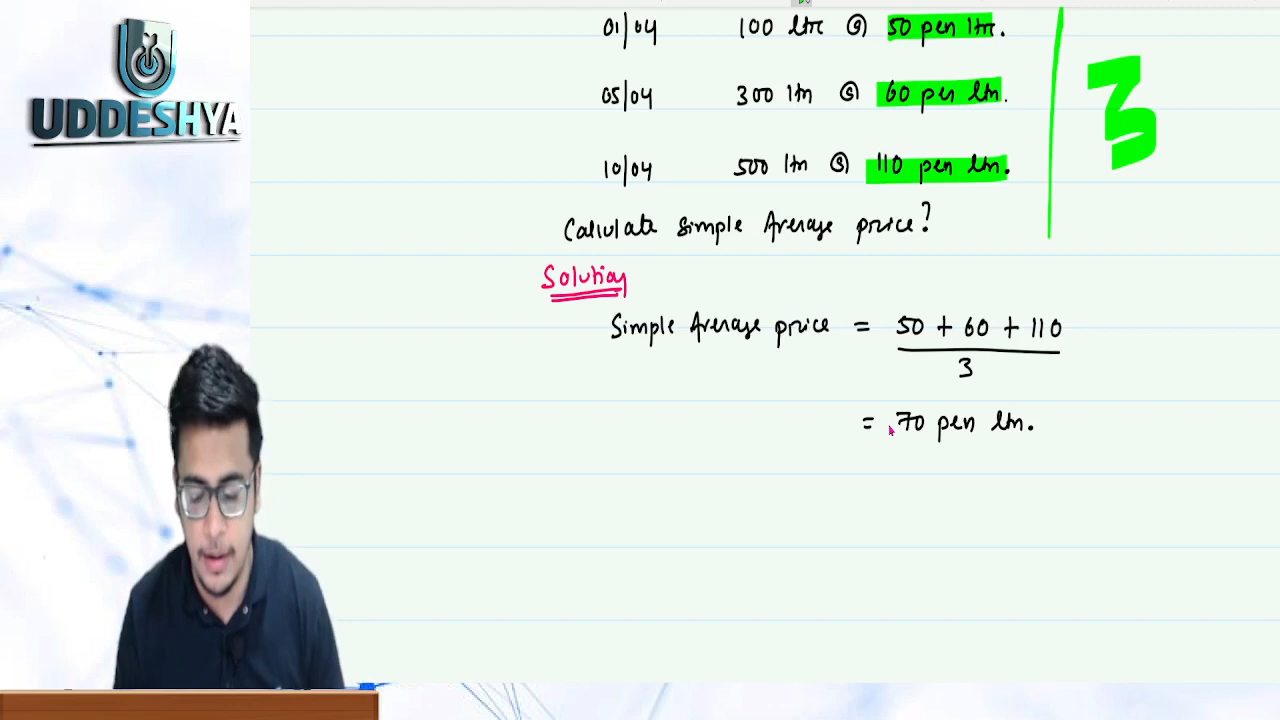 UDDESHYA
01/04 100 ltr @ 50 per ltr.
05/04 300 ltr @ 60 per ltr.
10/04 500 ltr @ 110 per ltr.
3
Calculate Simple Average price?
Solution
Simple Average price = 50 + 60 + 110
3
= 70 per ltr.